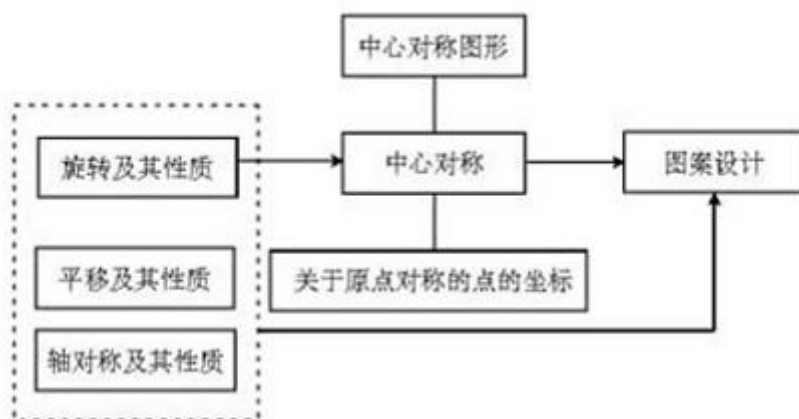 中心对称图形
旋转及其性质
中心对称
图案设计
平移及其性质
关于原点对称的点的坐标
轴对称及其性质